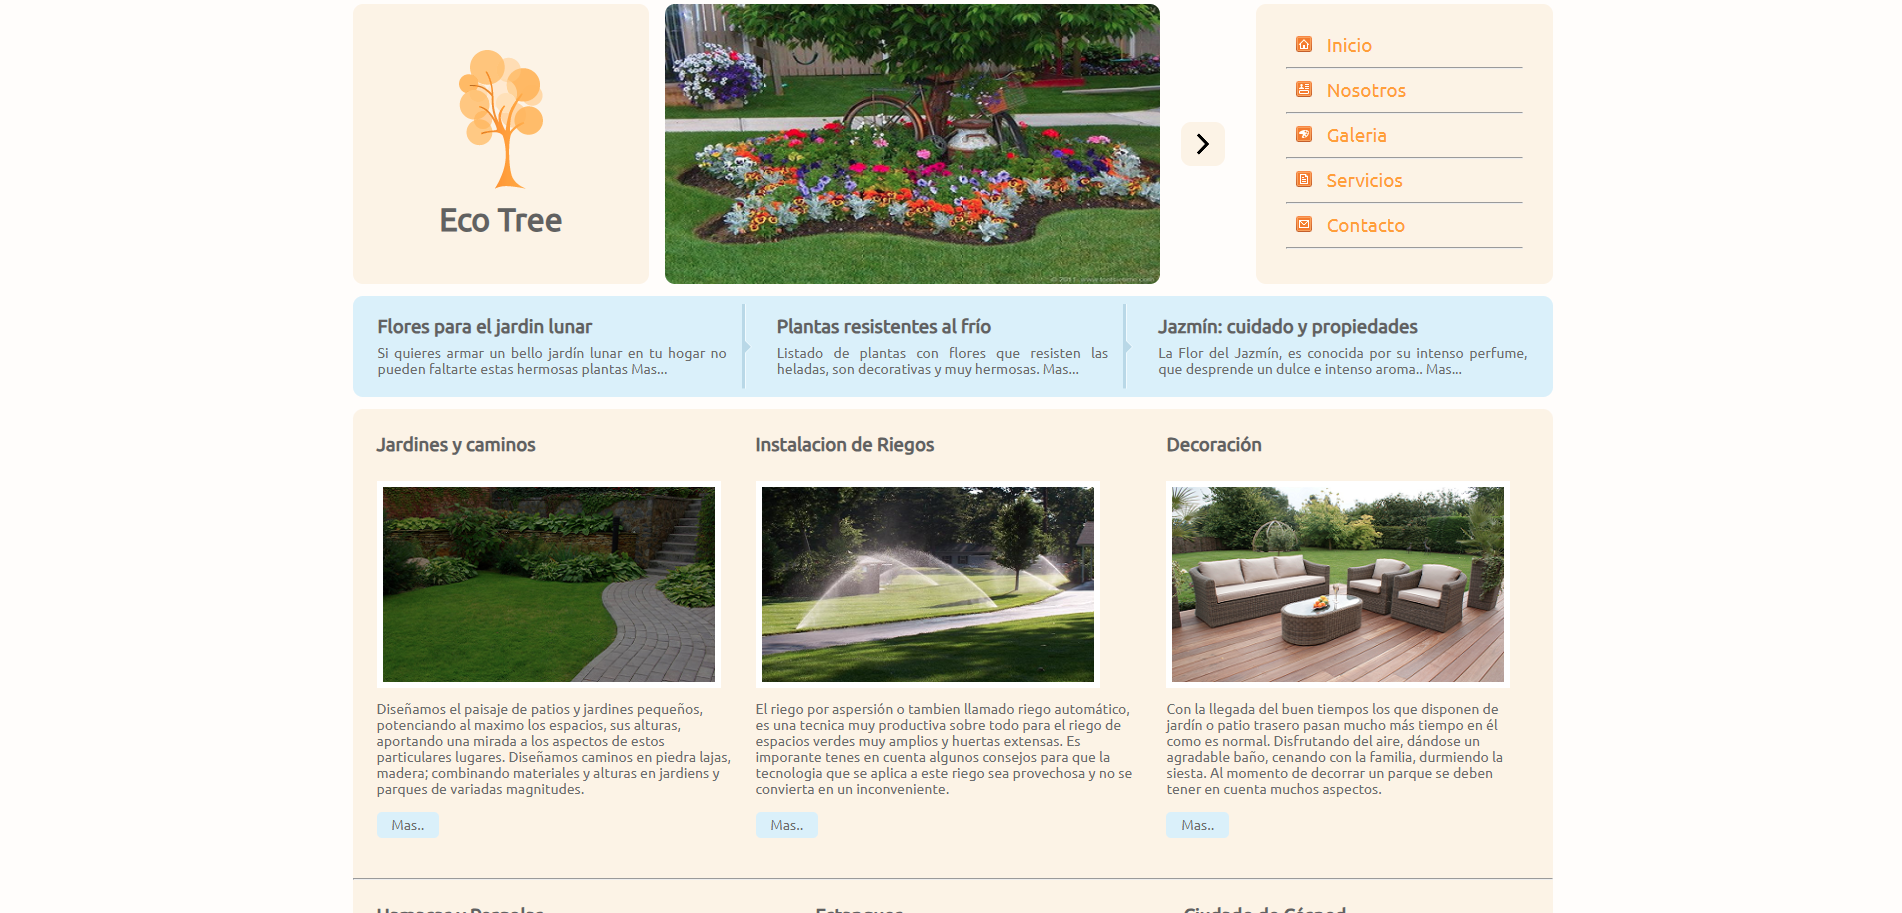 Eco Tree
Inicio
Nosotros
Galeria
Servicios
Contacto
Flores para el jardin lunar
Si quieres armar un bello jardín lunar en tu hogar no
pueden faltarte estas hermosas plantas Mas...
Plantas resistentes al frío
Listado de plantas con flores que resisten las
heladas, son decorativas y muy hermosas. Mas...
Jazmín: cuidado y propiedades
La Flor del Jazmín, es conocida por su intenso perfume,
que desprende un dulce e intenso aroma.. Mas...
Jardines y caminos
Diseñamos el paisaje de patios y jardines pequeños,
potenciando al maximo los espacios, sus alturas,
aportando una mirada a los aspectos de estos
particulares lugares. Diseñamos caminos en piedra lajas,
madera; combinando materiales y alturas en jardiens y
parques de variadas magnitudes.
Mas..
Instalacion de Riegos
El riego por aspersión o tambien llamado riego automático,
es una tecnica muy productiva sobre todo para el riego de
espacios verdes muy amplios y huertas extensas. Es
imporante tenes en cuenta algunos consejos para que la
tecnologia que se aplica a este riego sea provechosa y no se
convierta en un inconveniente.
Mas..
Decoración
Con la llegada del buen tiempos los que disponen de
jardín o patio trasero pasan mucho más tiempo en él
como es normal. Disfrutando del aire, dándose un
agradable baño, cenando con la familia, durmiendo la
siesta. Al momento de decorrar un parque se deben
tener en cuenta muchos aspectos.
Mas..